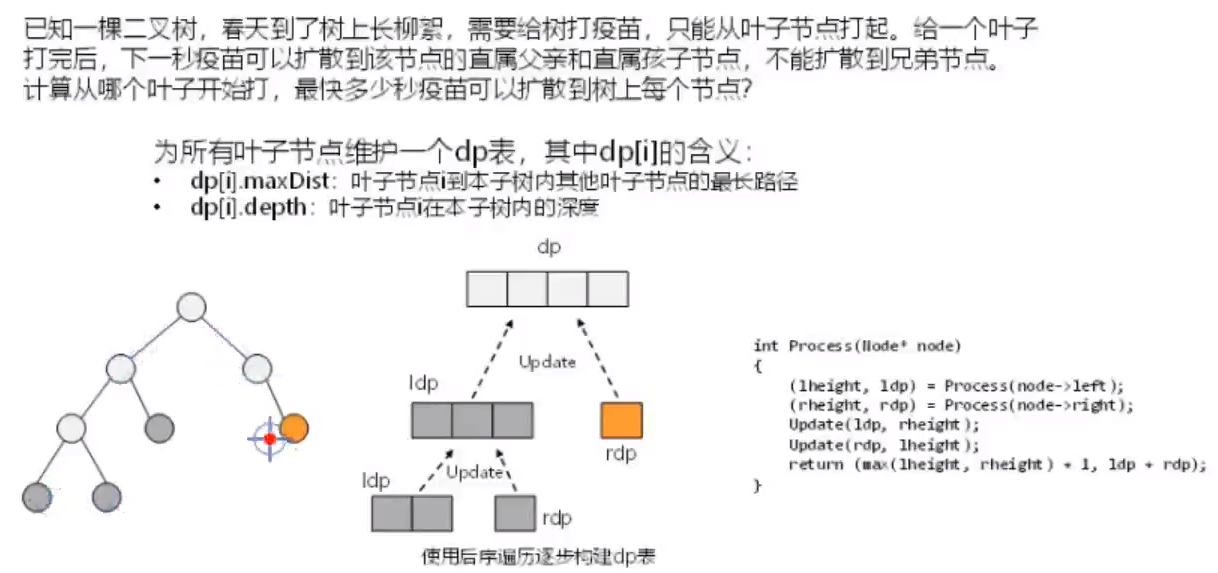 已知一棵二叉树，春天到了树上长柳絮，需要给树打疫苗，只能从叶子节点打起。给一个叶子
打完后，下一秒疫苗可以扩散到该节点的直属父亲和直属孩子节点，不能扩散到兄弟节点。
计算从哪个叶子开始打，最快多少秒疫苗可以扩散到树上每个节点？
为所有叶子节点维护一个dp表，其中dp[i]的含义：
• dp[i].maxDist：叶子节点i到本子树内其他叶子节点的最长路径
• dp[i].depth：叶子节点i在本子树内的深度
dp
Update
ldp
rdp
Update
ldp
rdp
使用后序遍历逐步构建dp表
int Process(Node* node)
{
(lheight, ldp) = Process(node->left);
(rheight, rdp) = Process(node->right);
Update(ldp, rheight);
Update(rdp, lheight);
return (max(lheight, rheight) + 1, ldp + rdp);
}